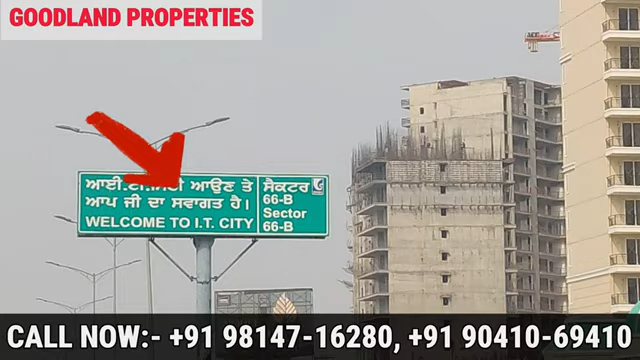 GOODLAND PROPERTIES
ਆਉਣ ਤੇ
ਆਪ ਜੀ ਦਾ ਸਵਾਗਤ ਹੈ।
WELCOME TO I.T. CITY
ਸੈਕਟਰ
66-B
Sector
66-B
CALL NOW:- +91 98147-16280, +91 90410-69410